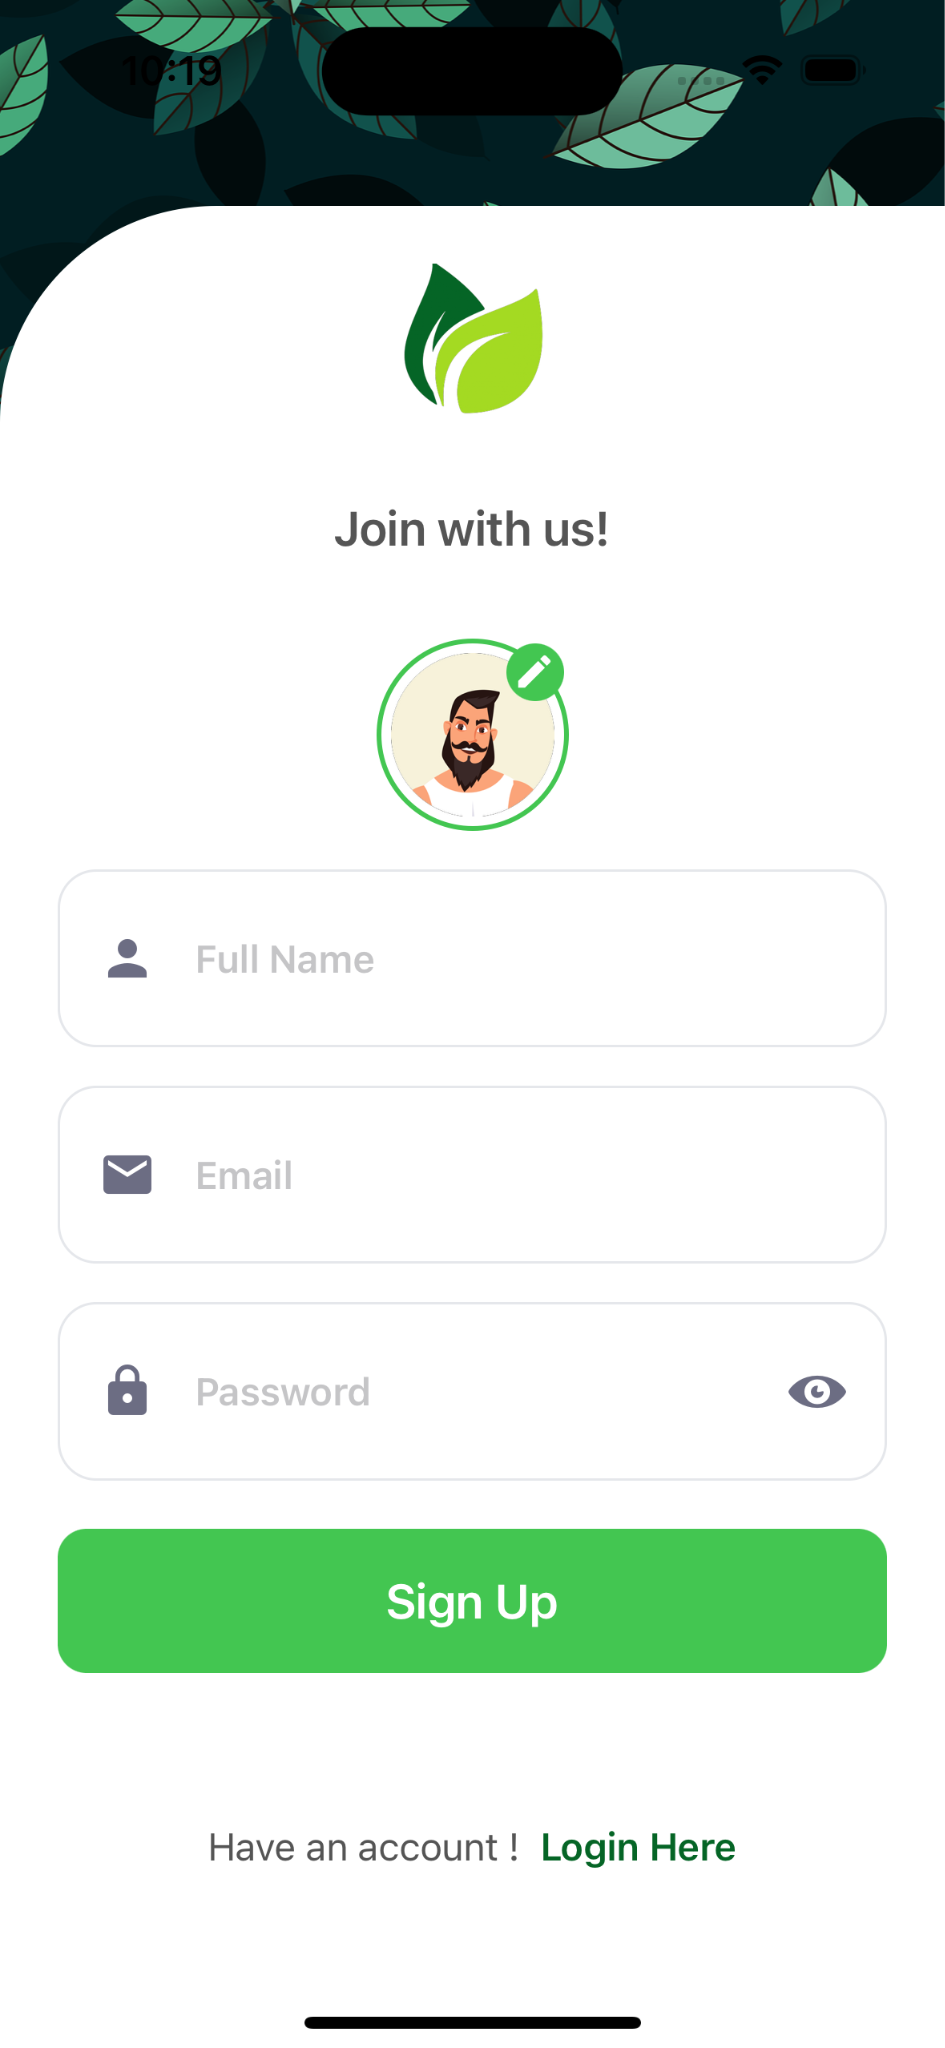 10:19
Join with us!
Full Name
Email
Password
Sign Up
Have an account ! Login Here